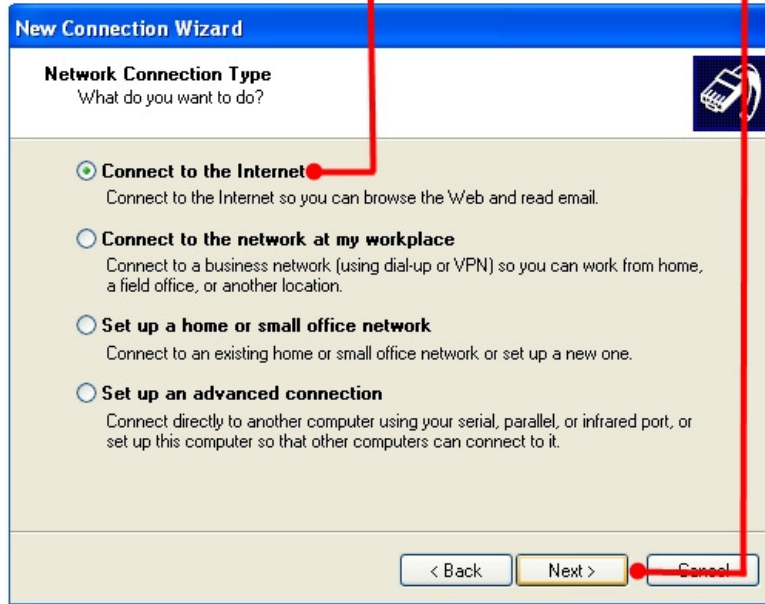 New Connection Wizard
Network Connection Type
What do you want to do?
Connect to the Internet
Connect to the Internet so you can browse the Web and read email.
Connect to the network at my workplace
Connect to a business network (using dial-up or VPN) so you can work from home,
a field office, or another location.
Set up a home or small office network
Connect to an existing home or small office network or set up a new one.
Set up an advanced connection
Connect directly to another computer using your serial, parallel, or infrared port, or
set up this computer so that other computers can connect to it.
< Back Next > Cancel